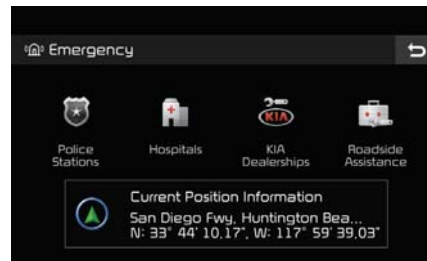 Emergency
Police
Stations
Hospitals
KIA
KIA
Dealerships
Roadside
Assistance
Current Position Information
San Diego Fwy, Huntington Bea...
N: 33° 44' 10.17", W: 117° 59' 39.03"